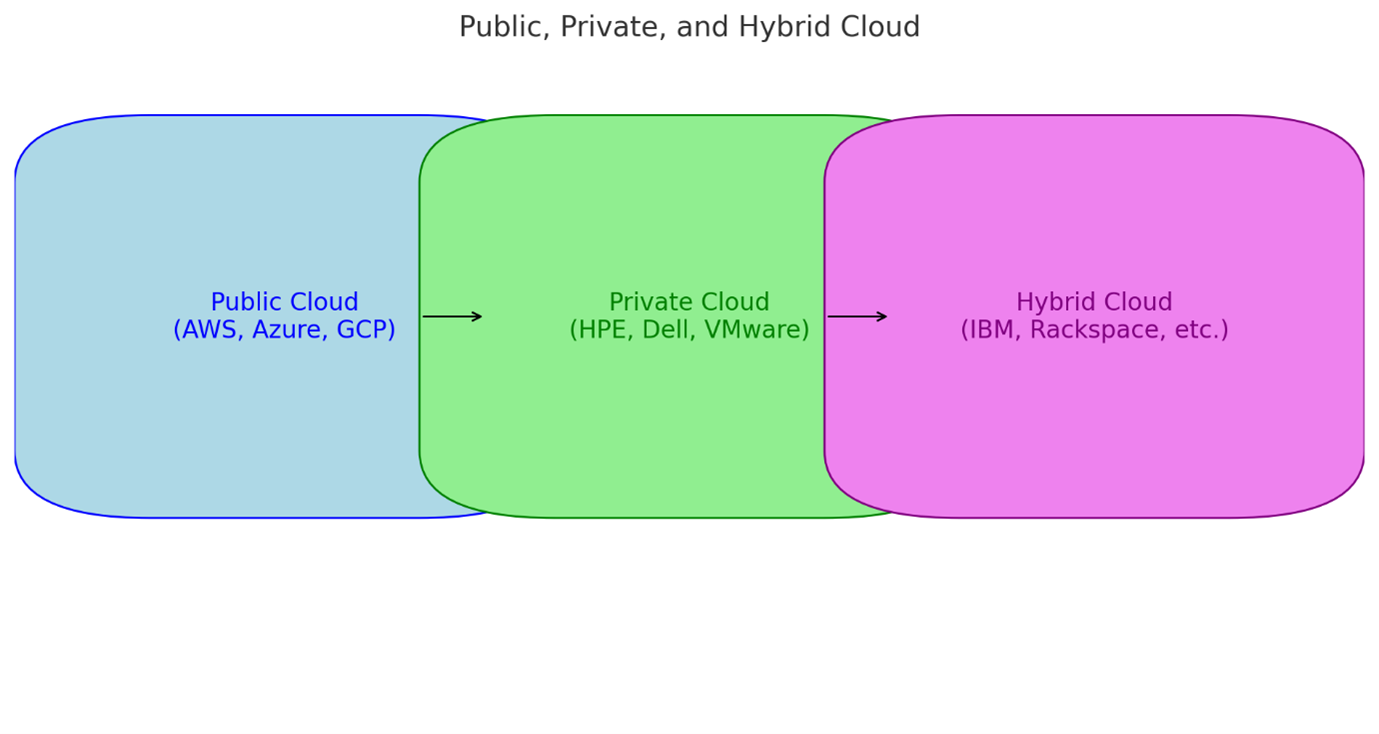 Public, Private, and Hybrid Cloud
Public Cloud
(AWS, Azure, GCP)
Private Cloud
(HPE, Dell, VMware)
Hybrid Cloud
(IBM, Rackspace, etc.)